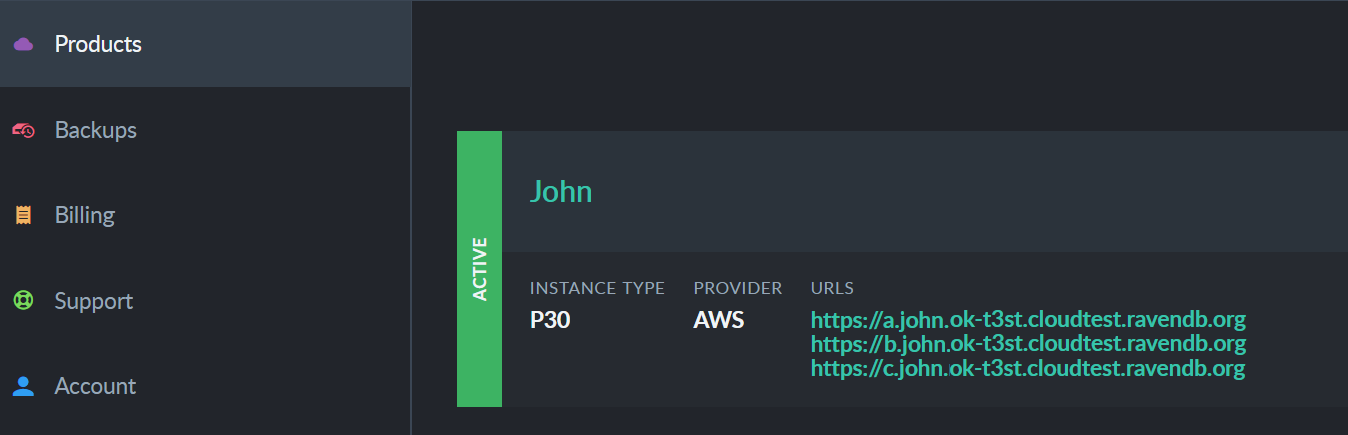 Products
Backups
Billing
Support
Account
ACTIVE
John
INSTANCE TYPE PROVIDER URLS
P30 AWS https://a.john.ok-t3st.cloudtest.ravendb.org
https://b.john.ok-t3st.cloudtest.ravendb.org
https://c.john.ok-t3st.cloudtest.ravendb.org